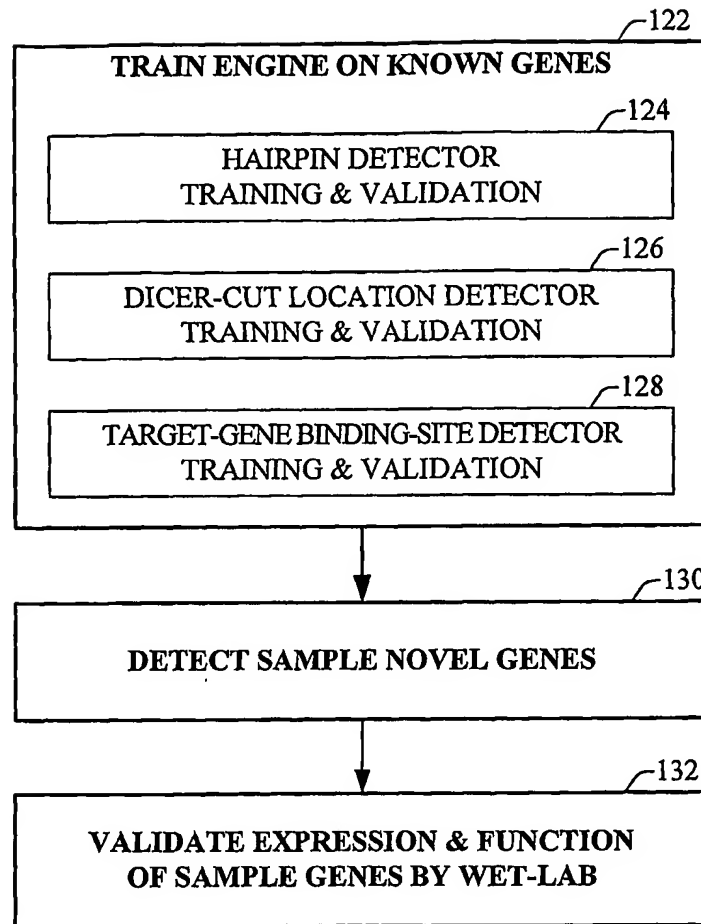 122
TRAIN ENGINE ON KNOWN GENES
124
HAIRPIN DETECTOR
TRAINING & VALIDATION
126
DICER-CUT LOCATION DETECTOR
TRAINING & VALIDATION
128
TARGET-GENE BINDING-SITE DETECTOR
TRAINING & VALIDATION
130
DETECT SAMPLE NOVEL GENES
132
VALIDATE EXPRESSION & FUNCTION
OF SAMPLE GENES BY WET-LAB